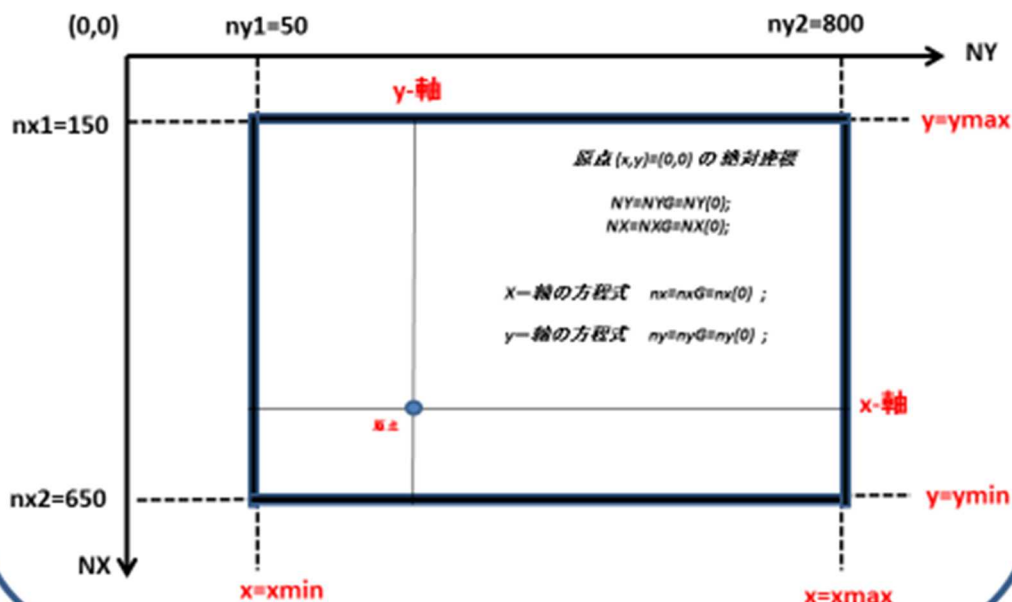 (0,0)
ny1=50
ny2=800
NY
y-軸
nx1=150
y=ymax
原点(x,y)=(0,0) の 絶対座標
NY=NYG=NY(0);
NX=NXG=NX(0);
X－軸の方程式 nx=nxG=nx(0) ;
y－軸の方程式 ny=nyG=ny(0) ;
x-軸
原点
nx2=650
y=ymin
NX
x=xmin
x=xmax